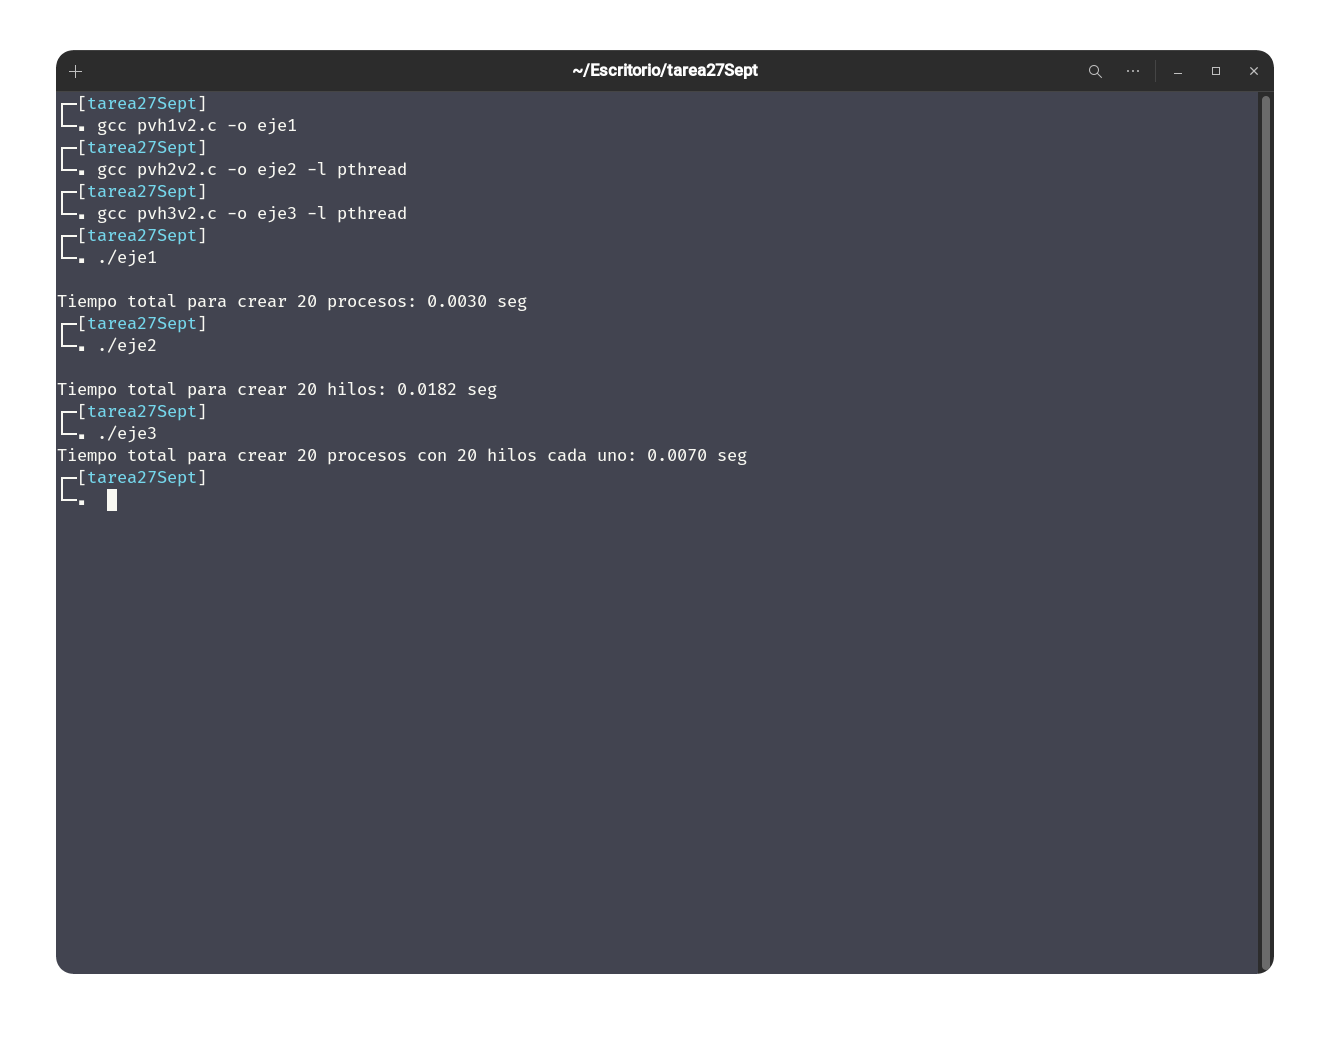 ~/Escritorio/tarea27Sept
┌─[tarea27Sept]
└─▪ gcc pvh1v2.c -o eje1
┌─[tarea27Sept]
└─▪ gcc pvh2v2.c -o eje2 -l pthread
┌─[tarea27Sept]
└─▪ gcc pvh3v2.c -o eje3 -l pthread
┌─[tarea27Sept]
└─▪ ./eje1
Tiempo total para crear 20 procesos: 0.0030 seg
┌─[tarea27Sept]
└─▪ ./eje2
Tiempo total para crear 20 hilos: 0.0182 seg
┌─[tarea27Sept]
└─▪ ./eje3
Tiempo total para crear 20 procesos con 20 hilos cada uno: 0.0070 seg
┌─[tarea27Sept]
└─▪